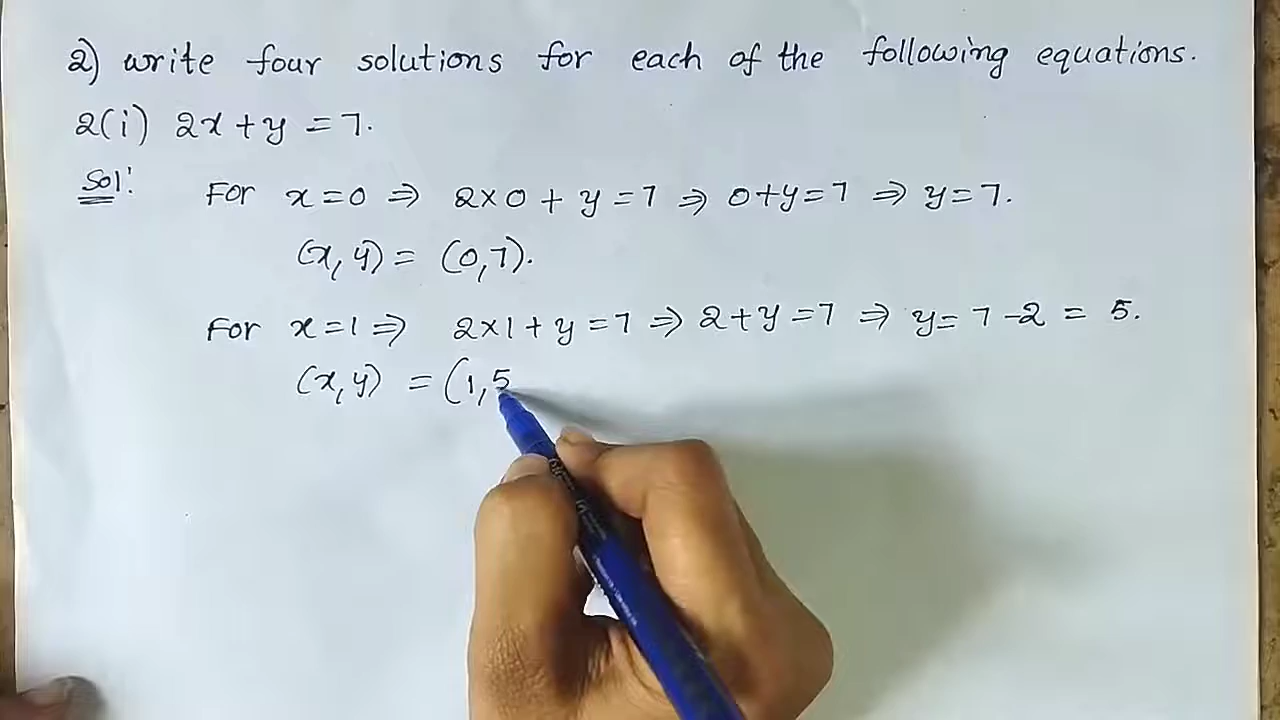 2) write four solutions for each of the following equations.
2(i) 2x+y =7.
Sol:
For x=0 ⇒ 2×0 + y =7 ⇒ 0+y=7 ⇒ y=7.
(x,y) = (0,7).
For x=1 ⇒ 2×1 + y =7 ⇒ 2+y =7 ⇒ y= 7-2 = 5.
(x,y) = (1,5